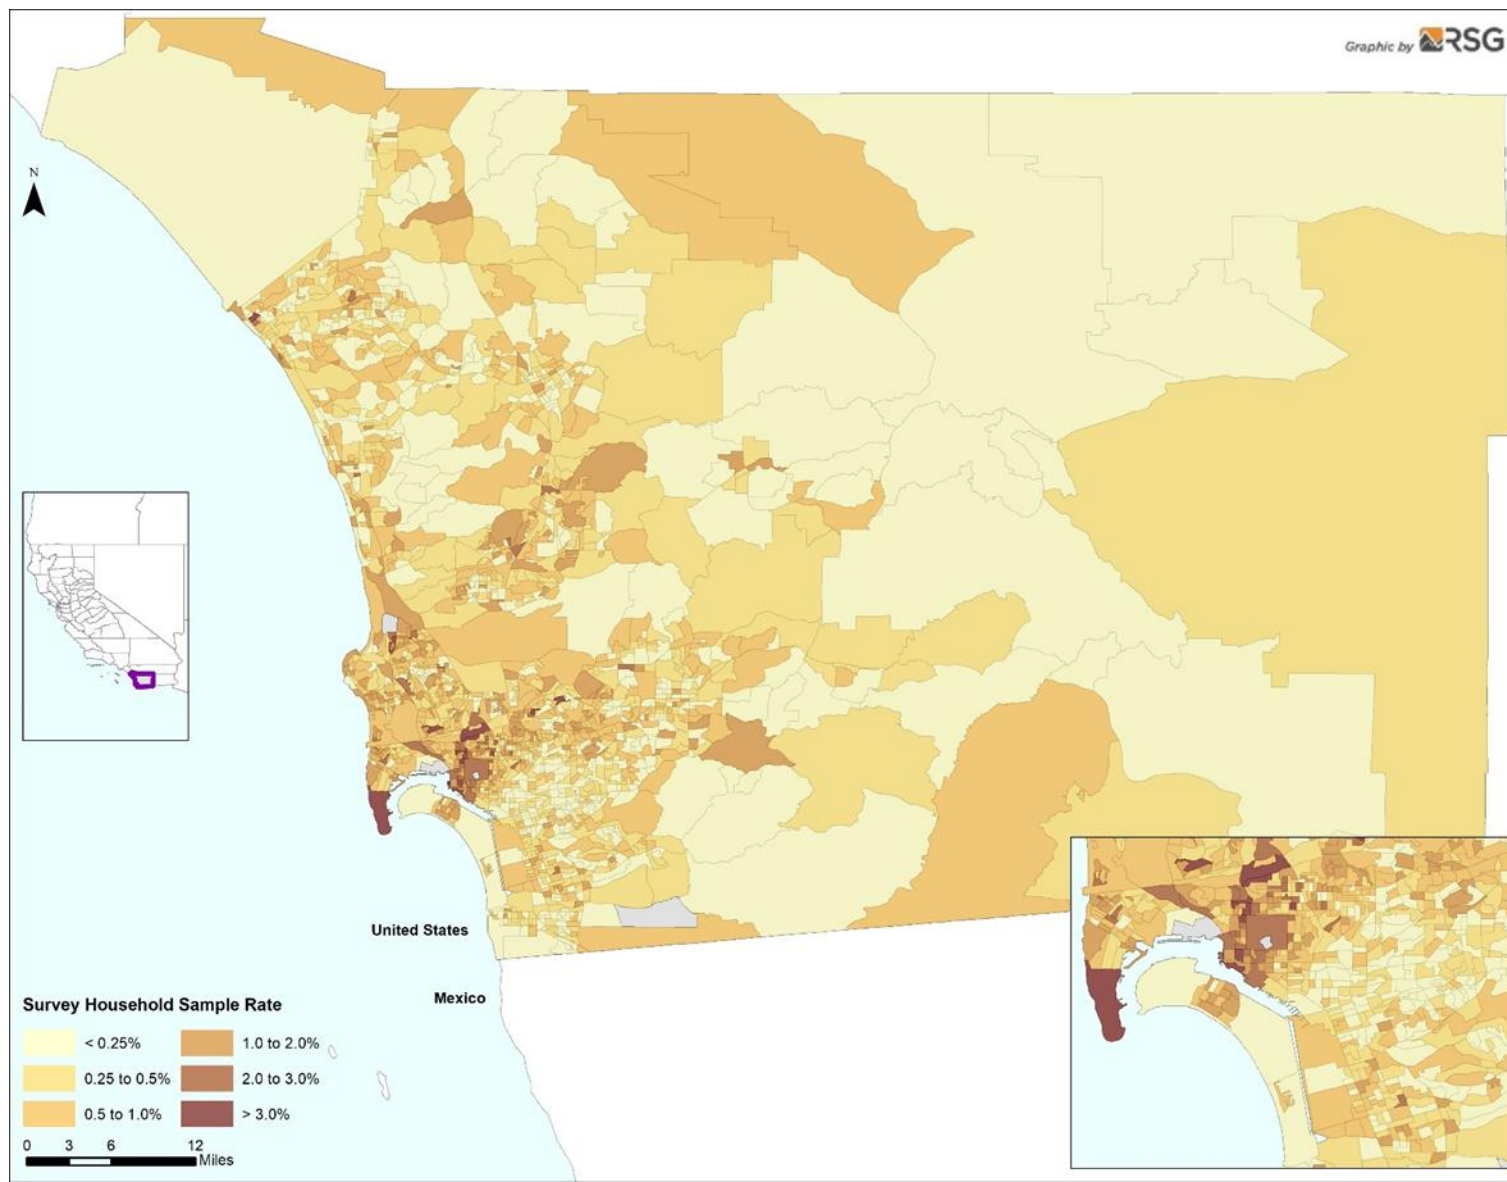 Graphic by RSG
N
United States
Mexico
Survey Household Sample Rate
< 0.25%
1.0 to 2.0%
0.25 to 0.5%
2.0 to 3.0%
0.5 to 1.0%
> 3.0%
0 3 6 12
Miles